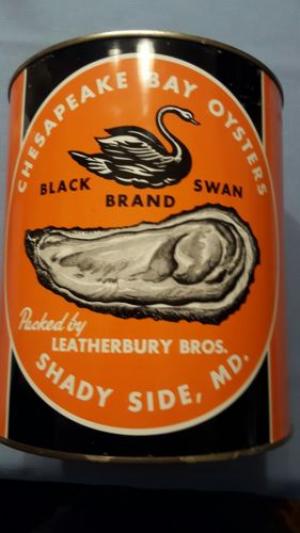 CHESAPEAKE BAY OYSTERS
BLACK SWAN
BRAND
Packed by
LEATHERBURY BROS.
SHADY SIDE, MD.